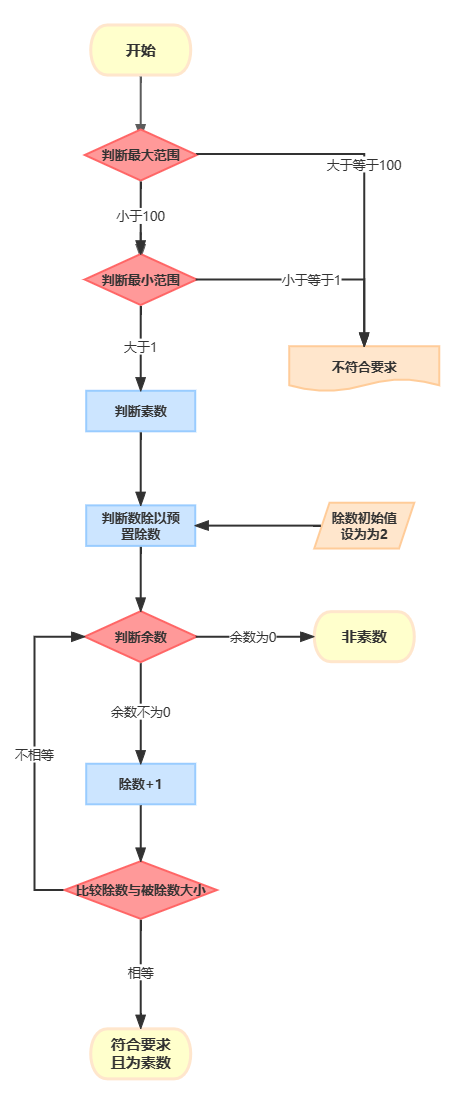 开始
判断最大范围
大于等于100
小于100
判断最小范围
小于等于1
大于1
不符合要求
判断素数
判断数除以预
置除数
除数初始值
设为为2
判断余数
余数为0
非素数
余数不为0
不相等
除数+1
比较除数与被除数大小
相等
符合要求
且为素数